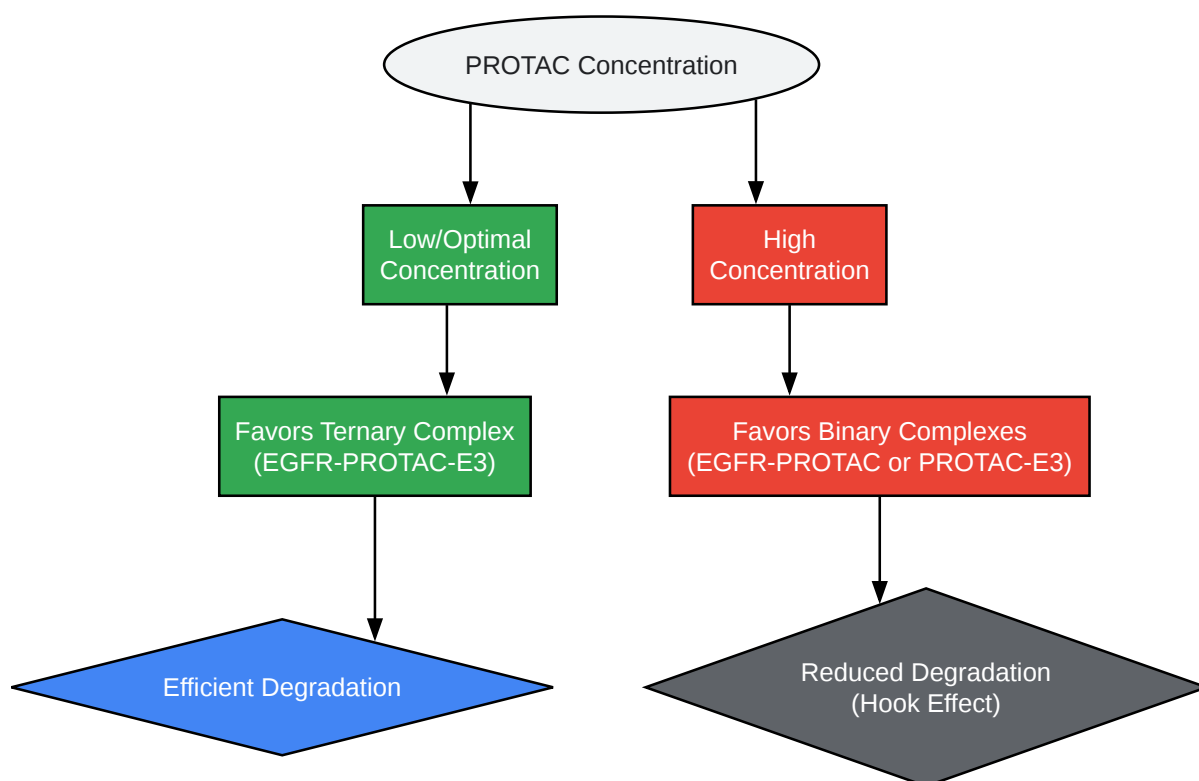 PROTAC Concentration
Low/Optimal
Concentration
High
Concentration
Favors Ternary Complex
(EGFR-PROTAC-E3)
Favors Binary Complexes
(EGFR-PROTAC or PROTAC-E3)
Efficient Degradation
Reduced Degradation
(Hook Effect)